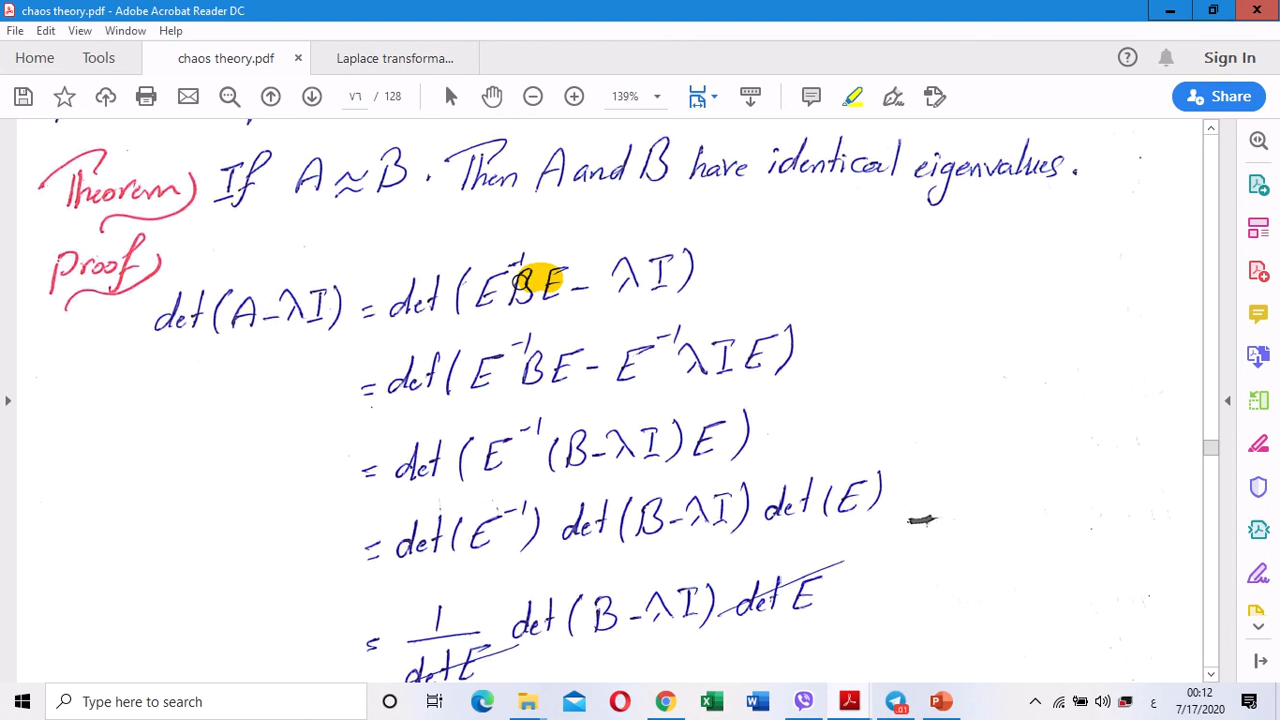 chaos theory.pdf - Adobe Acrobat Reader DC
File Edit View Window Help
Home Tools chaos theory.pdf × Laplace transforma... ? Sign In
٧٦ / 128 139% Share
Theorem) If A ≈ B. Then A and B have identical eigenvalues.
Proof)
det(A-λI) = det(E⁻¹BE - λI)
= det(E⁻¹BE - E⁻¹λIE)
= det(E⁻¹(B-λI)E)
= det(E⁻¹) det(B-λI) det(E)
= 1/detE det(B-λI) detE
Type here to search
01
ع
00:12
7/17/2020